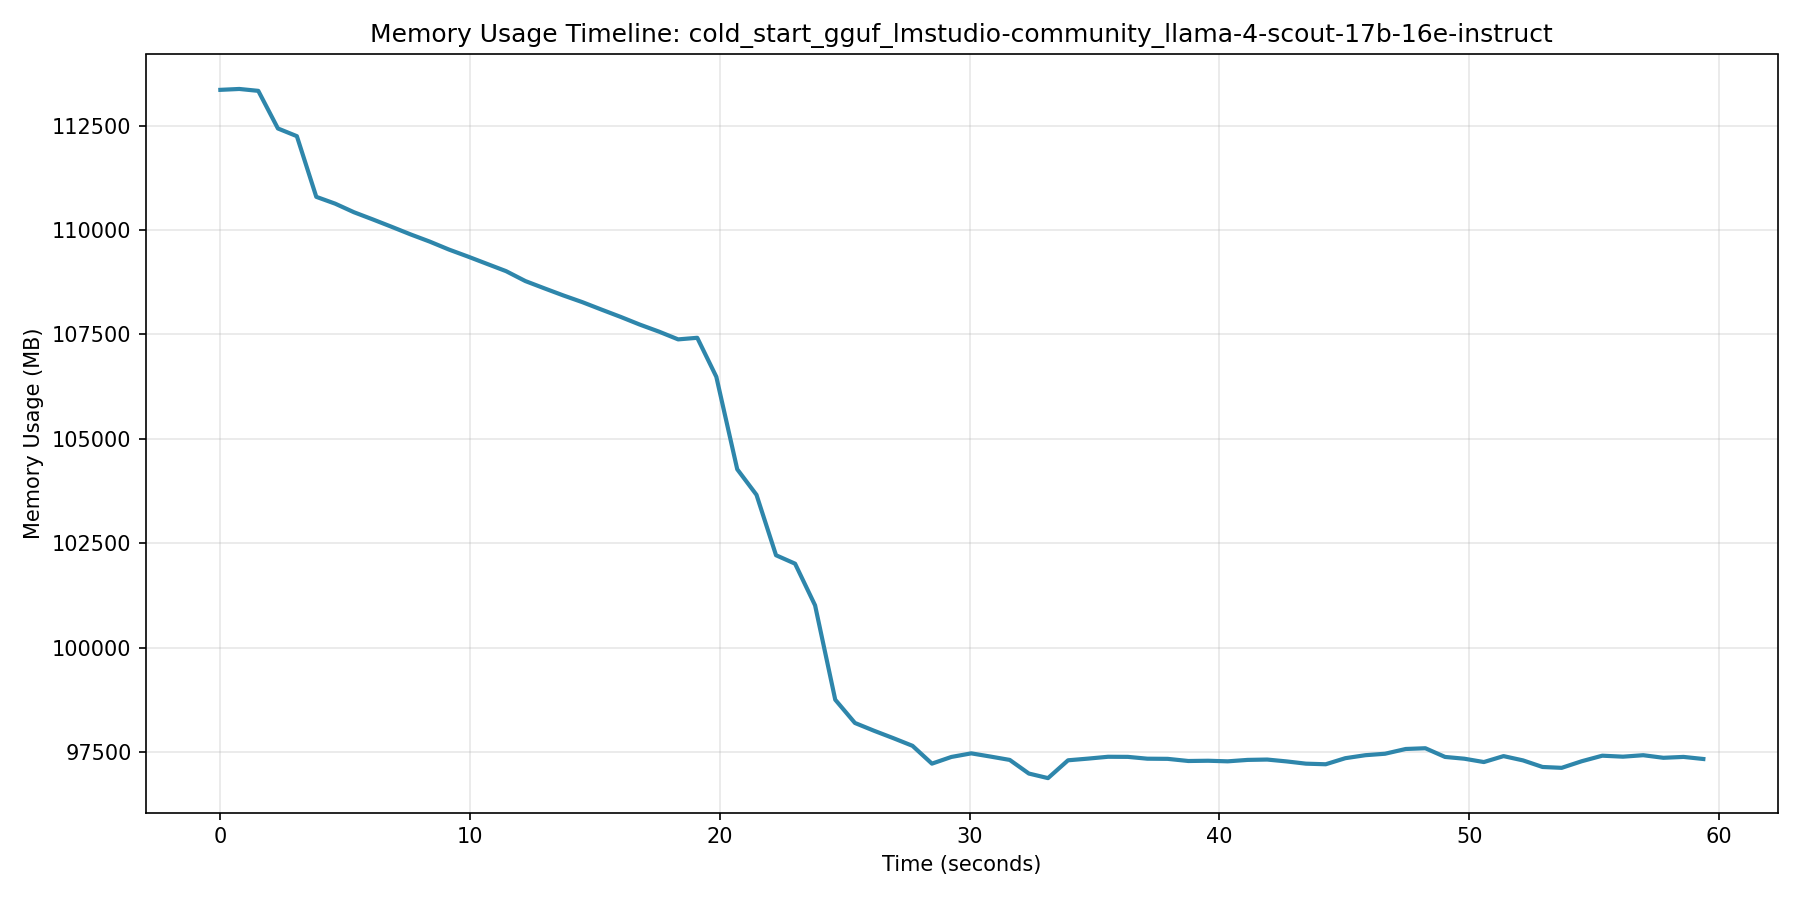 Memory Usage Timeline: cold_start_gguf_lmstudio-community_llama-4-scout-17b-16e-instruct
Memory Usage (MB)
112500
110000
107500
105000
102500
100000
97500
0 10 20 30 40 50 60
Time (seconds)